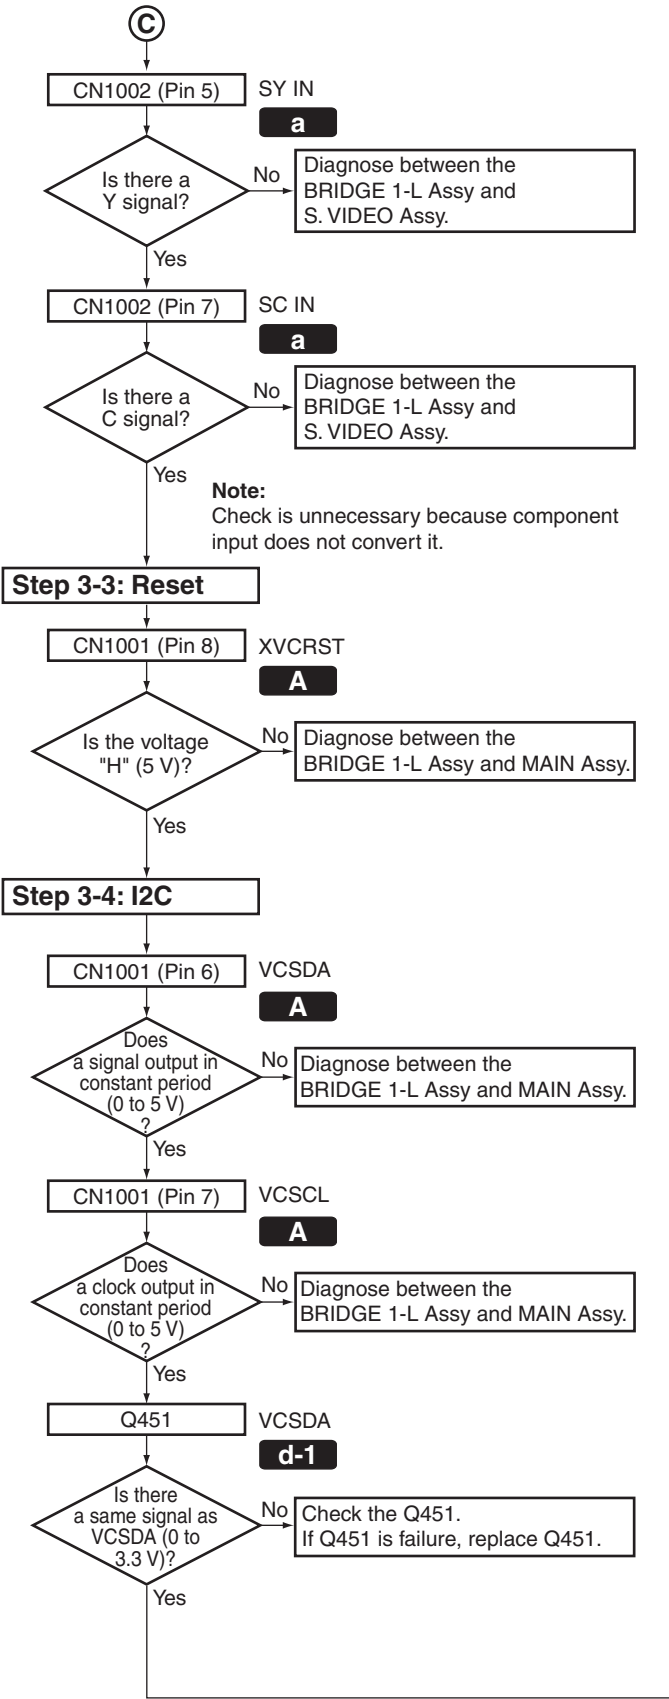 C
CN1002 (Pin 5)
SY IN
a
Is there a
Y signal?
No
Diagnose between the
BRIDGE 1-L Assy and
S. VIDEO Assy.
Yes
CN1002 (Pin 7)
SC IN
a
Is there a
C signal?
No
Diagnose between the
BRIDGE 1-L Assy and
S. VIDEO Assy.
Yes
Note:
Check is unnecessary because component
input does not convert it.
Step 3-3: Reset
CN1001 (Pin 8)
XVCRST
A
Is the voltage
"H" (5 V)?
No
Diagnose between the
BRIDGE 1-L Assy and MAIN Assy.
Yes
Step 3-4: I2C
CN1001 (Pin 6)
VCSDA
A
Does
a signal output in
constant period
(0 to 5 V)
?
No
Diagnose between the
BRIDGE 1-L Assy and MAIN Assy.
Yes
CN1001 (Pin 7)
VCSCL
A
Does
a clock output in
constant period
(0 to 5 V)
?
No
Diagnose between the
BRIDGE 1-L Assy and MAIN Assy.
Yes
Q451
VCSDA
d-1
Is there
a same signal as
VCSDA (0 to
3.3 V)?
No
Check the Q451.
If Q451 is failure, replace Q451.
Yes